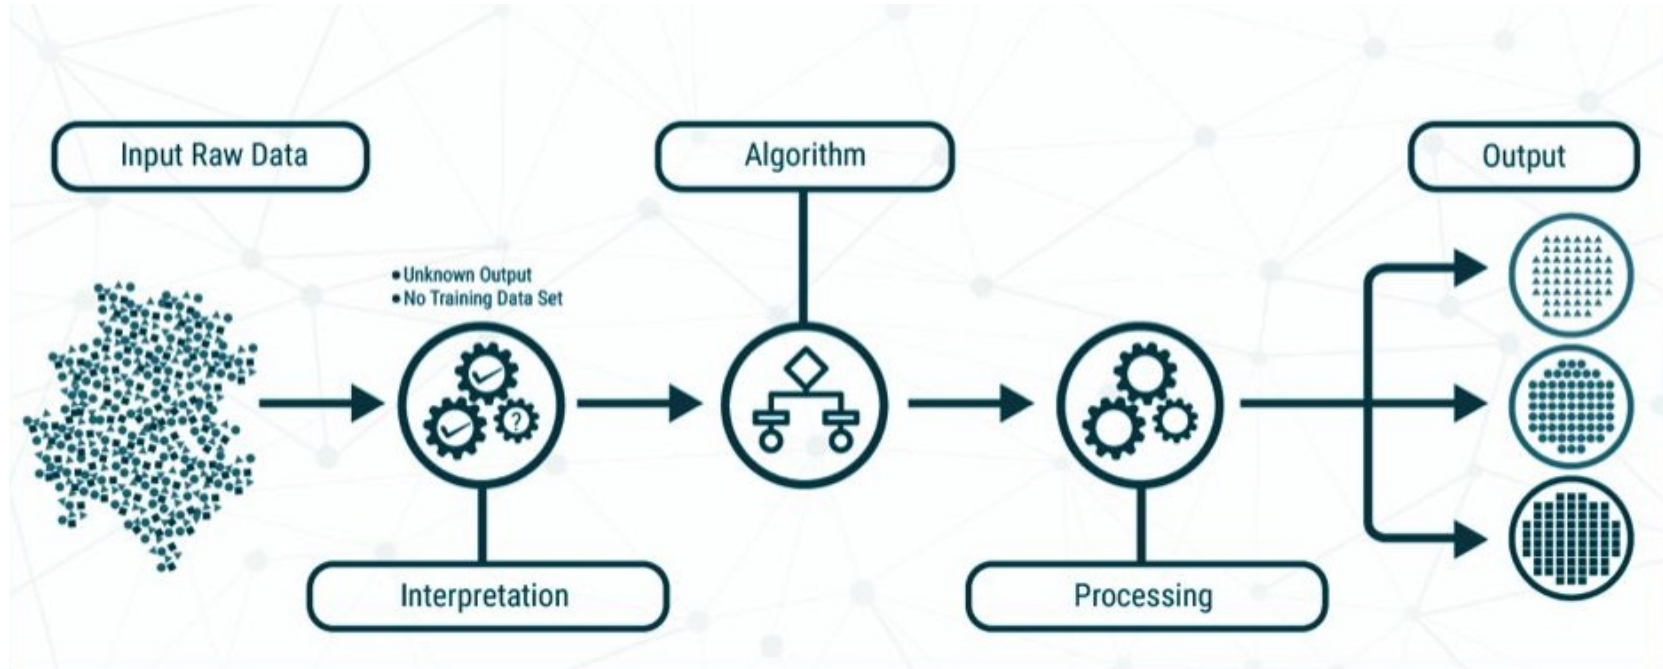 Input Raw Data
Algorithm
Output
• Unknown Output
• No Training Data Set
?
Interpretation
Processing